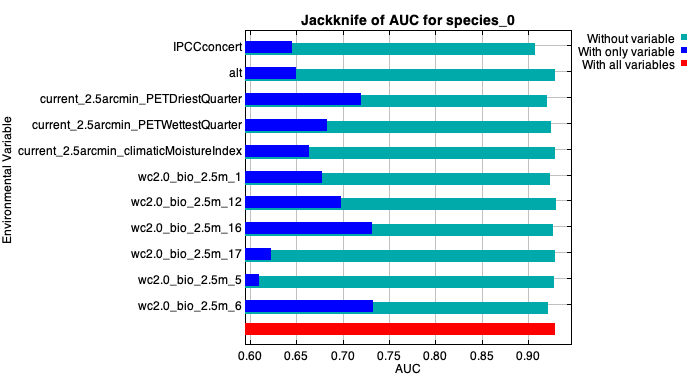 Jackknife of AUC for species_0
Without variable
With only variable
With all variables
Environmental Variable
IPCCconcert
alt
current_2.5arcmin_PETDriestQuarter
current_2.5arcmin_PETWettestQuarter
current_2.5arcmin_climaticMoistureIndex
wc2.0_bio_2.5m_1
wc2.0_bio_2.5m_12
wc2.0_bio_2.5m_16
wc2.0_bio_2.5m_17
wc2.0_bio_2.5m_5
wc2.0_bio_2.5m_6
0.60 0.65 0.70 0.75 0.80 0.85 0.90
AUC